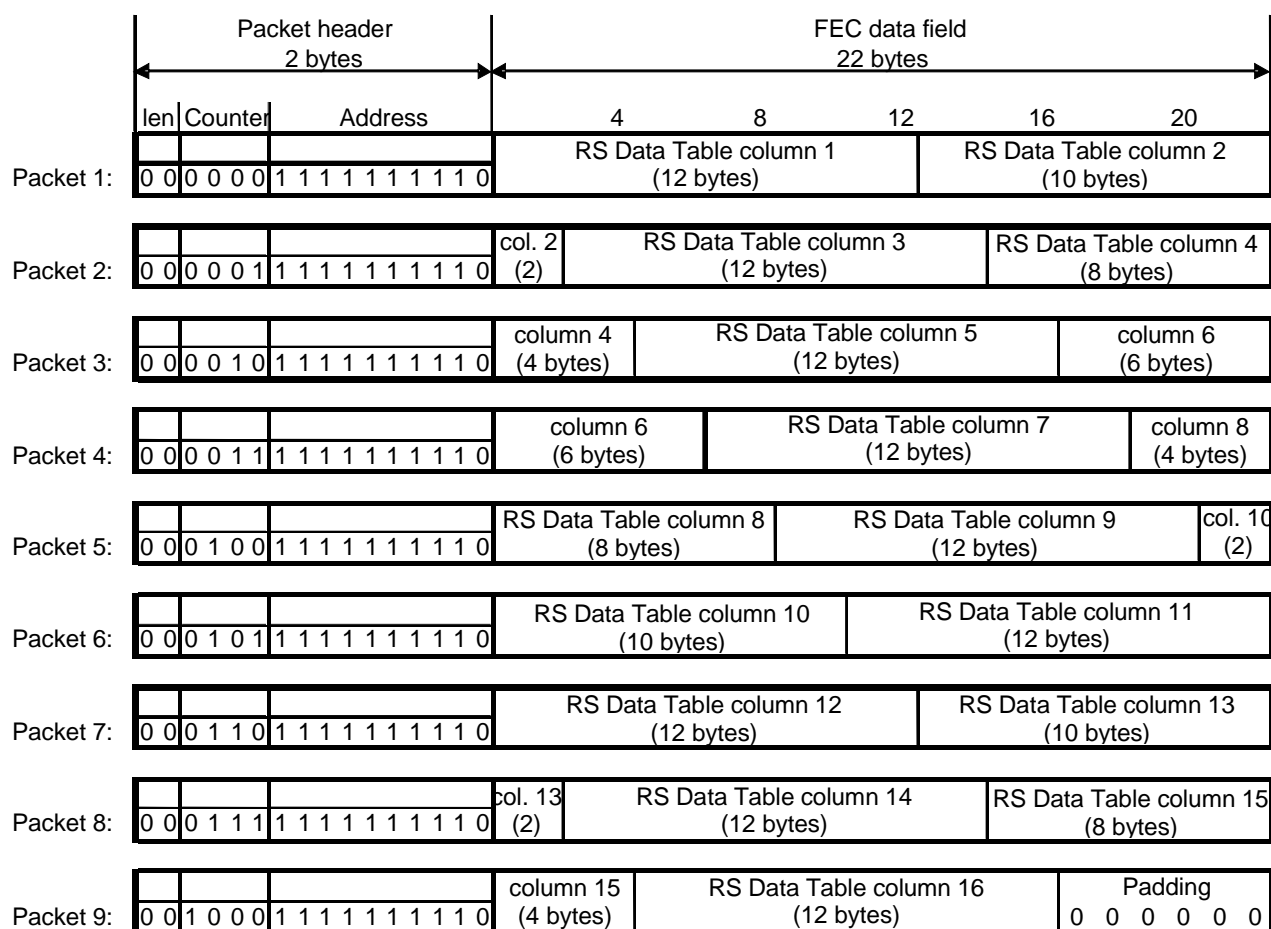 Packet header FEC data field
2 bytes 22 bytes
len Counter Address 4 8 12 16 20
RS Data Table column 1 RS Data Table column 2
Packet 1: 0 0 0 0 0 0 1 1 1 1 1 1 1 1 1 0 (12 bytes) (10 bytes)
col. 2 RS Data Table column 3 RS Data Table column 4
Packet 2: 0 0 0 0 0 1 1 1 1 1 1 1 1 1 1 0 (2) (12 bytes) (8 bytes)
column 4 RS Data Table column 5 column 6
Packet 3: 0 0 0 0 1 0 1 1 1 1 1 1 1 1 1 0 (4 bytes) (12 bytes) (6 bytes)
column 6 RS Data Table column 7 column 8
Packet 4: 0 0 0 0 1 1 1 1 1 1 1 1 1 1 1 0 (6 bytes) (12 bytes) (4 bytes)
RS Data Table column 8 RS Data Table column 9 col. 10
Packet 5: 0 0 0 1 0 0 1 1 1 1 1 1 1 1 1 0 (8 bytes) (12 bytes) (2)
RS Data Table column 10 RS Data Table column 11
Packet 6: 0 0 0 1 0 1 1 1 1 1 1 1 1 1 1 0 (10 bytes) (12 bytes)
RS Data Table column 12 RS Data Table column 13
Packet 7: 0 0 0 1 1 0 1 1 1 1 1 1 1 1 1 0 (12 bytes) (10 bytes)
col. 13 RS Data Table column 14 RS Data Table column 15
Packet 8: 0 0 0 1 1 1 1 1 1 1 1 1 1 1 1 0 (2) (12 bytes) (8 bytes)
column 15 RS Data Table column 16 Padding
Packet 9: 0 0 1 0 0 0 1 1 1 1 1 1 1 1 1 0 (4 bytes) (12 bytes) 0 0 0 0 0 0